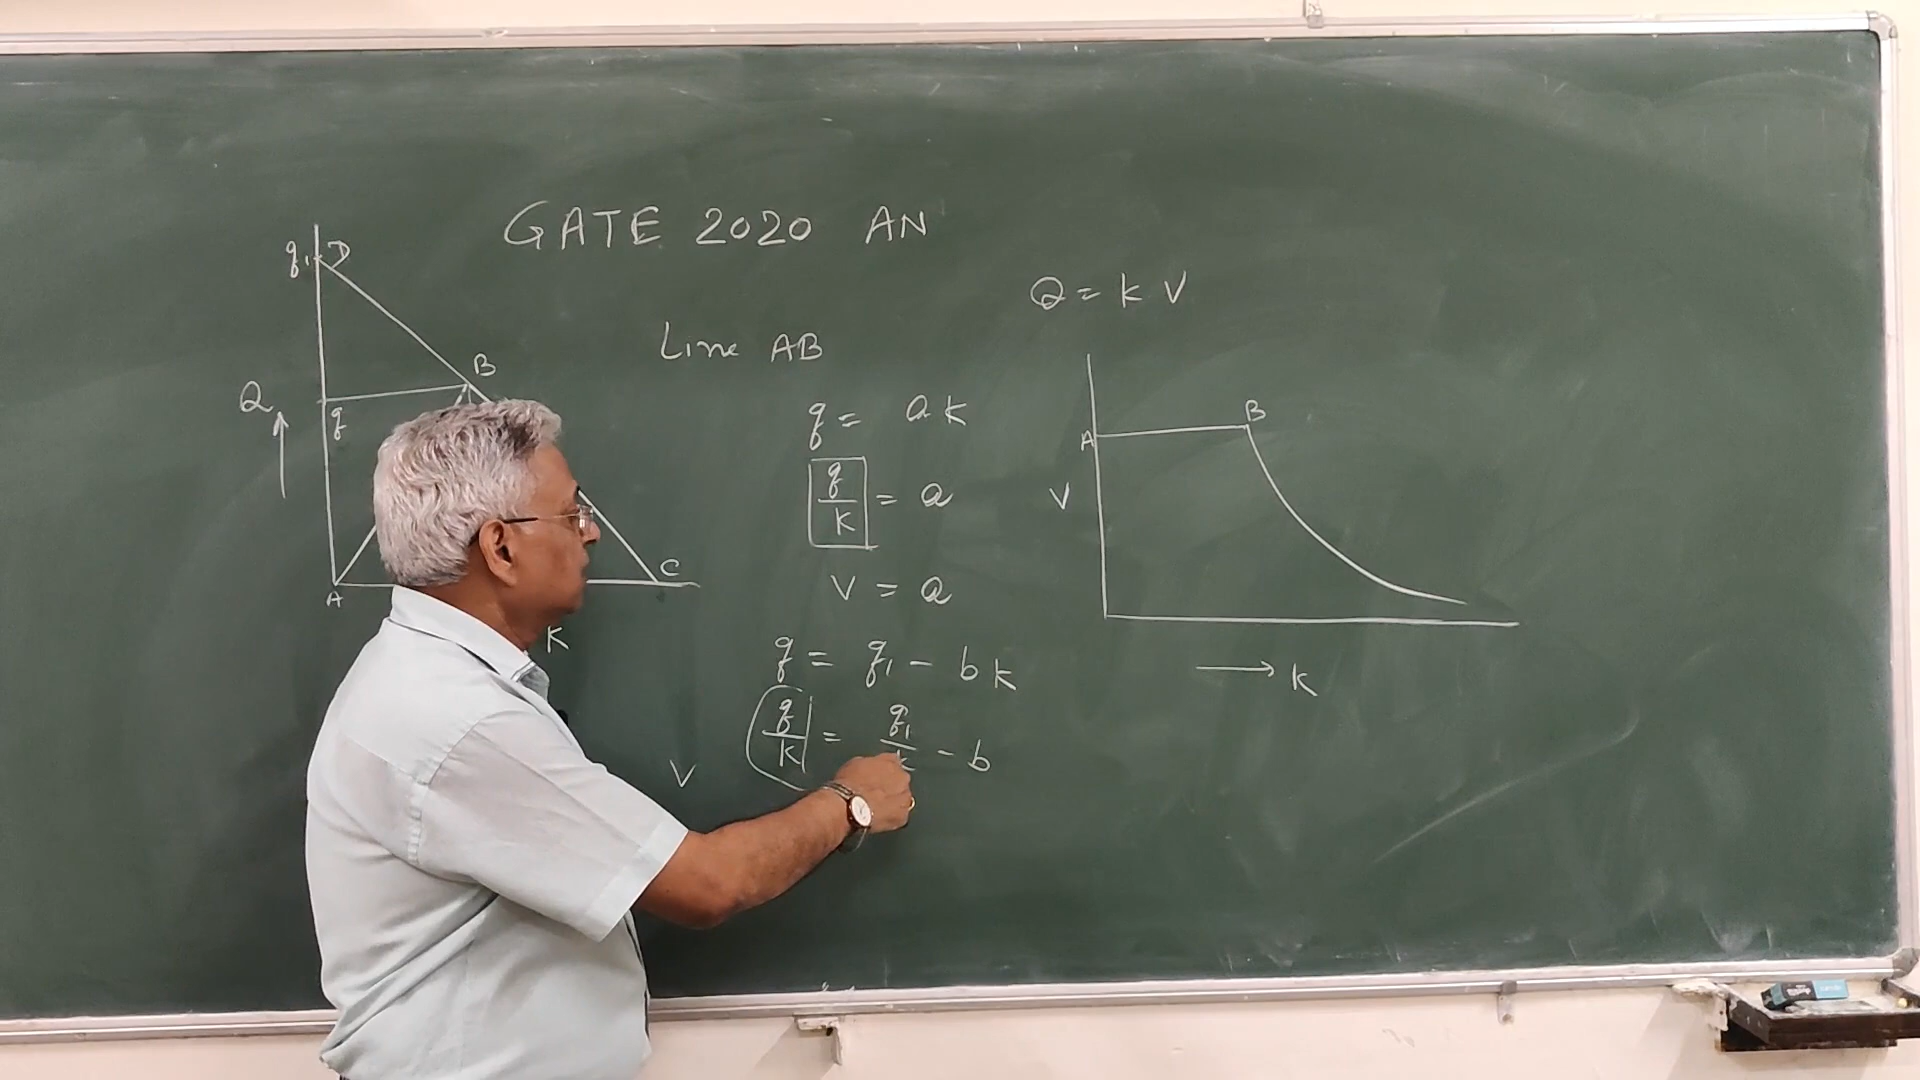 GATE 2020 AN
q1 D
B
Q
q
A
C
K
Line AB
q = a k
q/k = a
V = a
q = q1 - b k
V q/k = q1/k - b
Q = k V
A
B
V
→ K